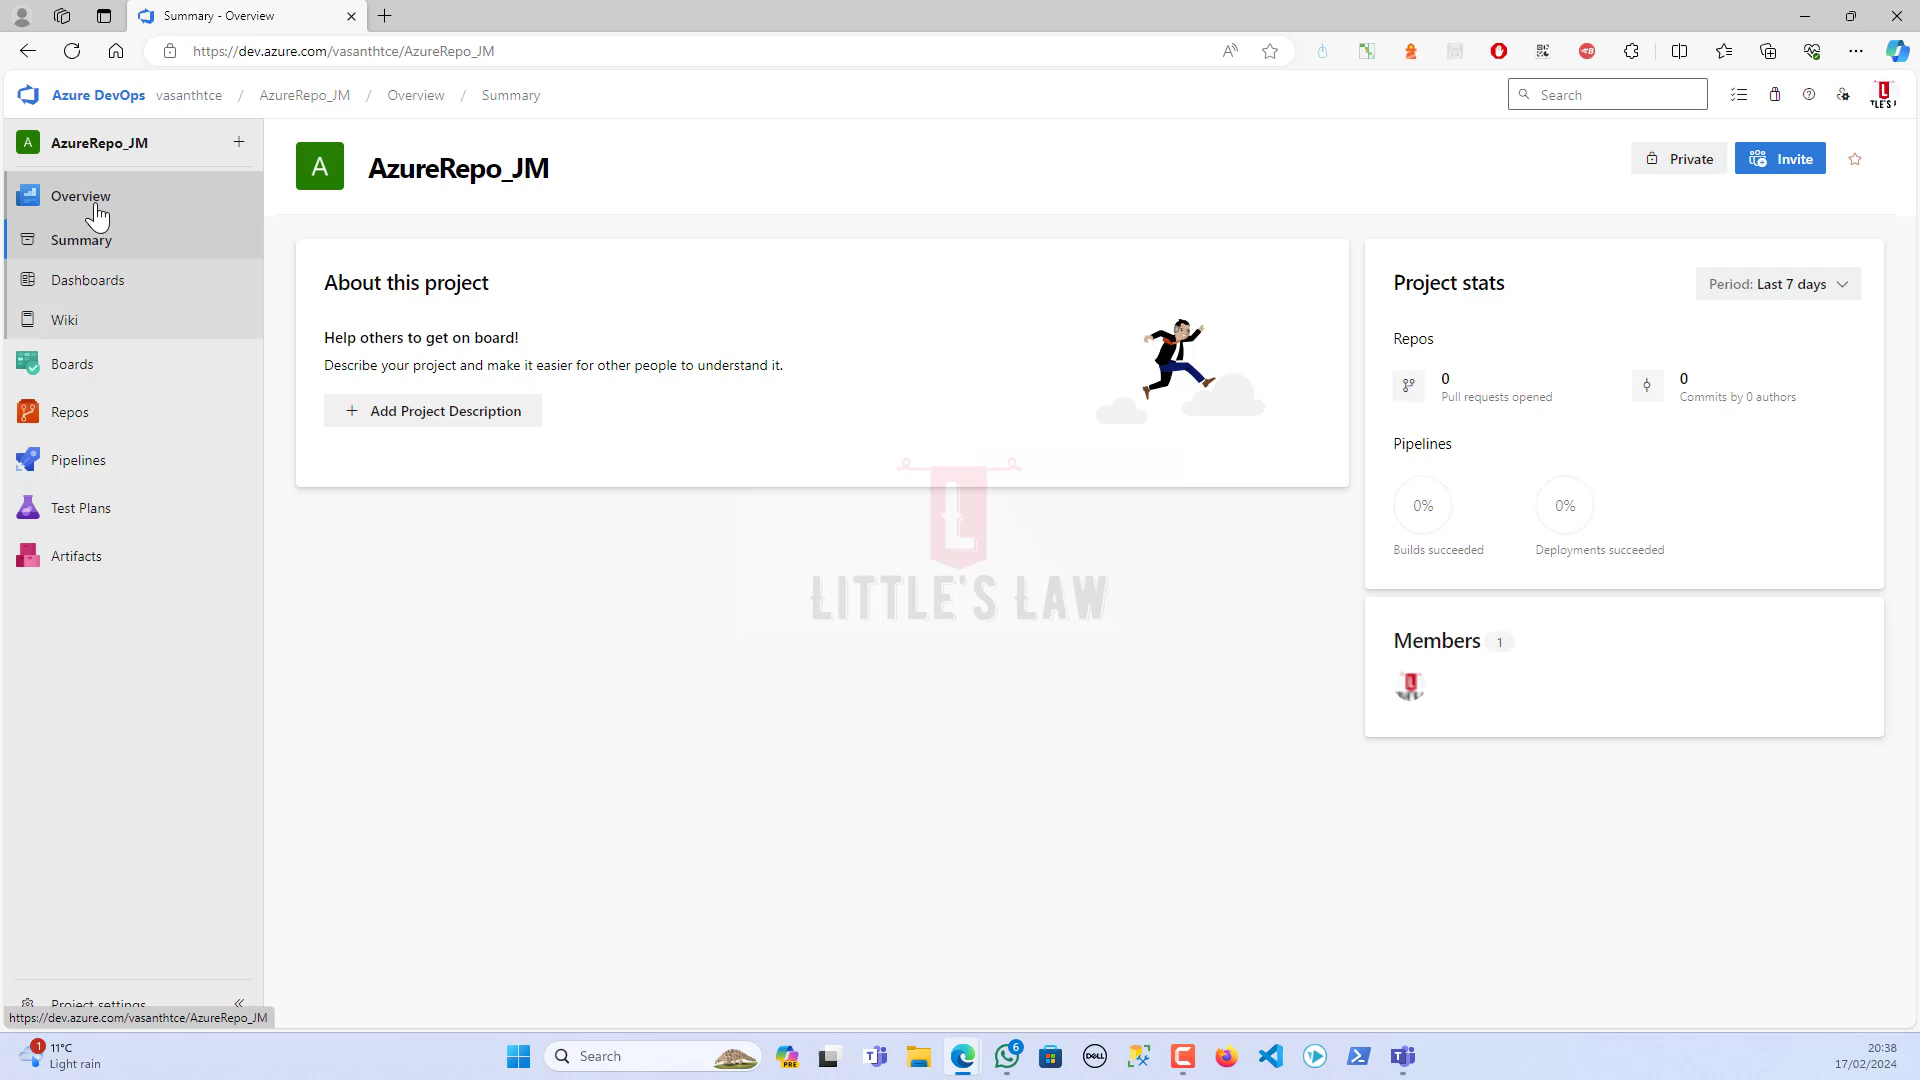 Summary - Overview
https://dev.azure.com/vasanthtce/AzureRepo_JM
Azure DevOps vasanthtce / AzureRepo_JM / Overview / Summary
Search
A AzureRepo_JM
Overview
Summary
Dashboards
Wiki
Boards
Repos
Pipelines
Test Plans
Artifacts
Project settings
https://dev.azure.com/vasanthtce/AzureRepo_JM
A AzureRepo_JM
Private
Invite
About this project
Help others to get on board!
Describe your project and make it easier for other people to understand it.
Add Project Description
Project stats
Period: Last 7 days
Repos
0
Pull requests opened
0
Commits by 0 authors
Pipelines
0%
Builds succeeded
0%
Deployments succeeded
Members 1
L
LITTLE'S LAW
1
11°C
Light rain
Search
PRE
6
DELL
20:38
17/02/2024